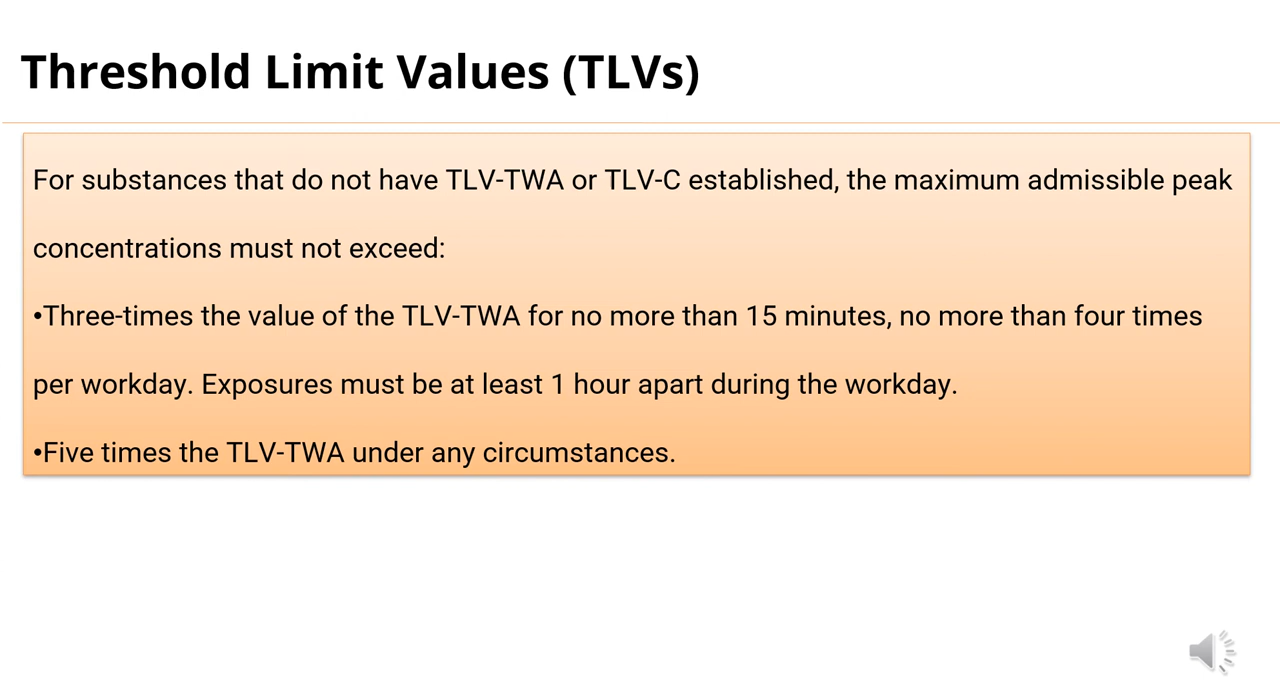 Threshold Limit Values (TLVs)
For substances that do not have TLV-TWA or TLV-C established, the maximum admissible peak
concentrations must not exceed:
•Three-times the value of the TLV-TWA for no more than 15 minutes, no more than four times
per workday. Exposures must be at least 1 hour apart during the workday.
•Five times the TLV-TWA under any circumstances.